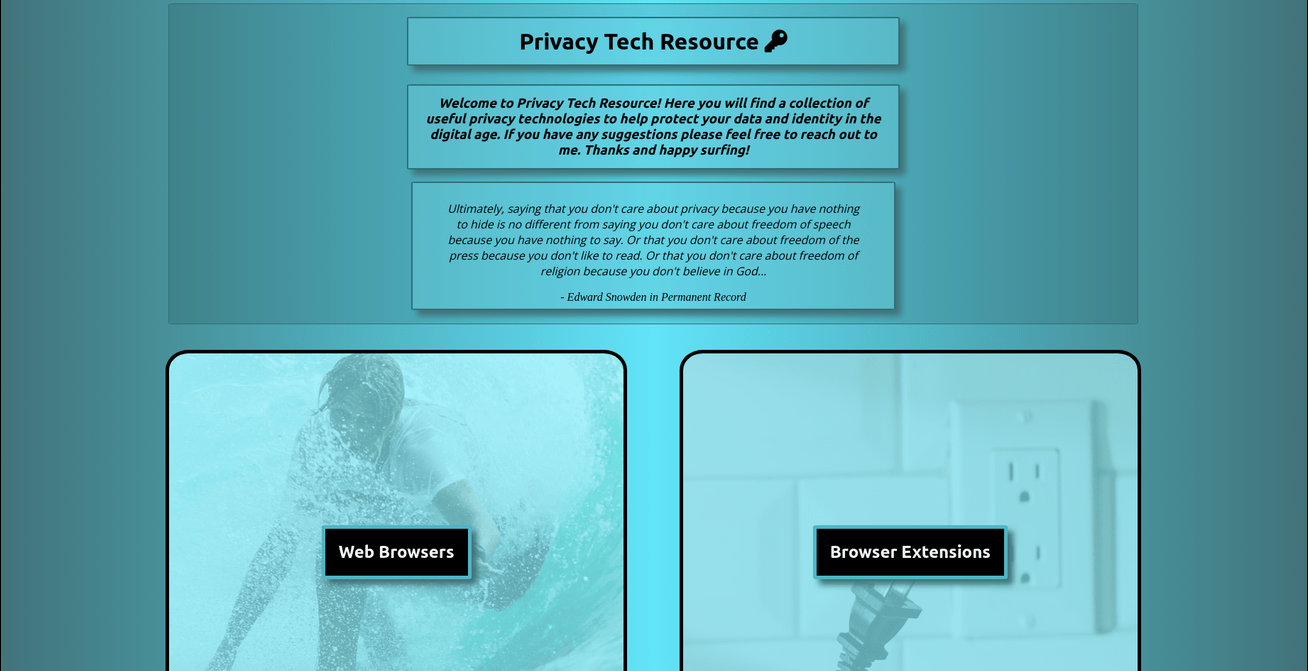 Privacy Tech Resource
Welcome to Privacy Tech Resource! Here you will find a collection of
useful privacy technologies to help protect your data and identity in the
digital age. If you have any suggestions please feel free to reach out to
me. Thanks and happy surfing!
Ultimately, saying that you don't care about privacy because you have nothing
to hide is no different from saying you don't care about freedom of speech
because you have nothing to say. Or that you don't care about freedom of the
press because you don't like to read. Or that you don't care about freedom of
religion because you don't believe in God...
- Edward Snowden in Permanent Record
Web Browsers
Browser Extensions